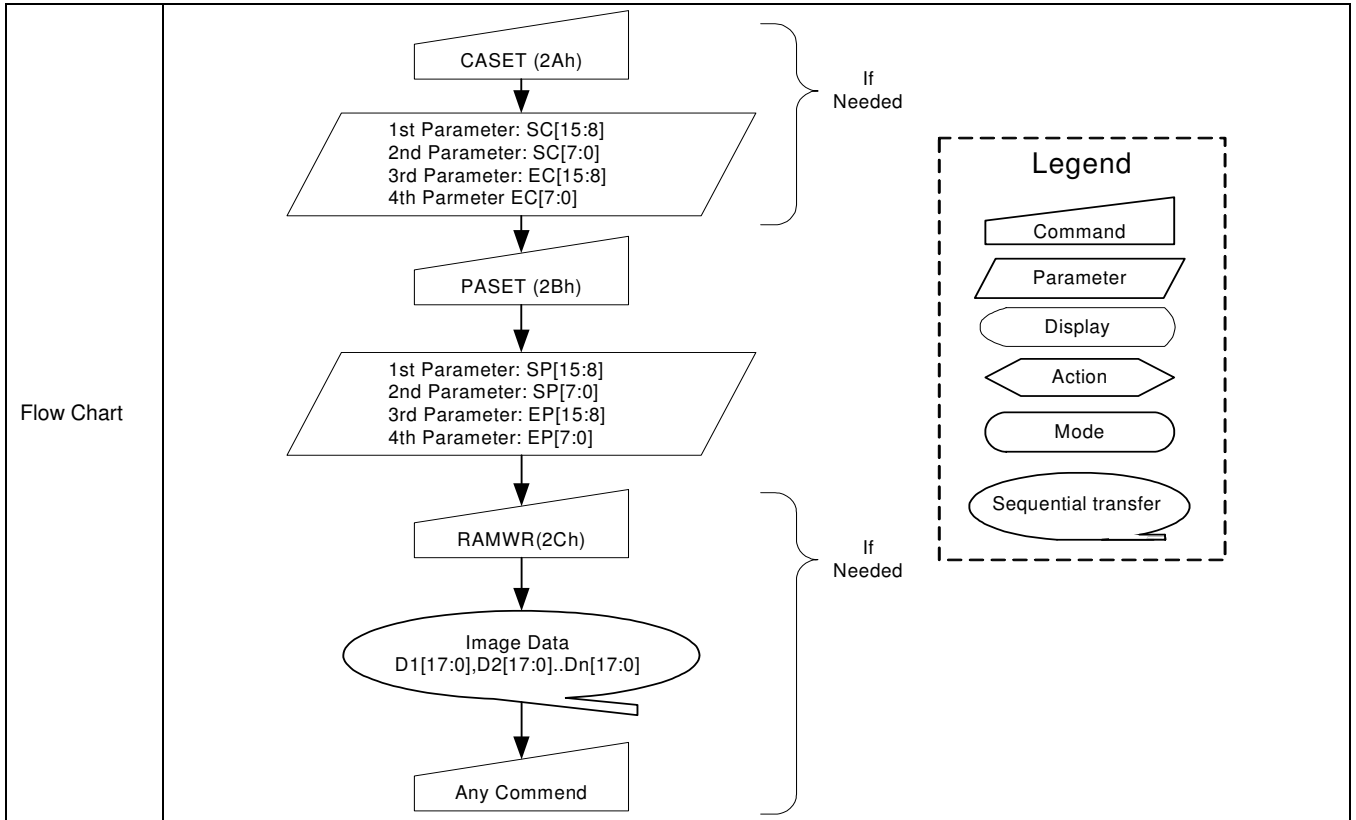 Flow Chart
CASET (2Ah)
If
Needed
1st Parameter: SC[15:8]
2nd Parameter: SC[7:0]
3rd Parameter: EC[15:8]
4th Parmeter EC[7:0]
PASET (2Bh)
1st Parameter: SP[15:8]
2nd Parameter: SP[7:0]
3rd Parameter: EP[15:8]
4th Parameter: EP[7:0]
RAMWR(2Ch)
If
Needed
Image Data
D1[17:0],D2[17:0]..Dn[17:0]
Any Commend
Legend
Command
Parameter
Display
Action
Mode
Sequential transfer